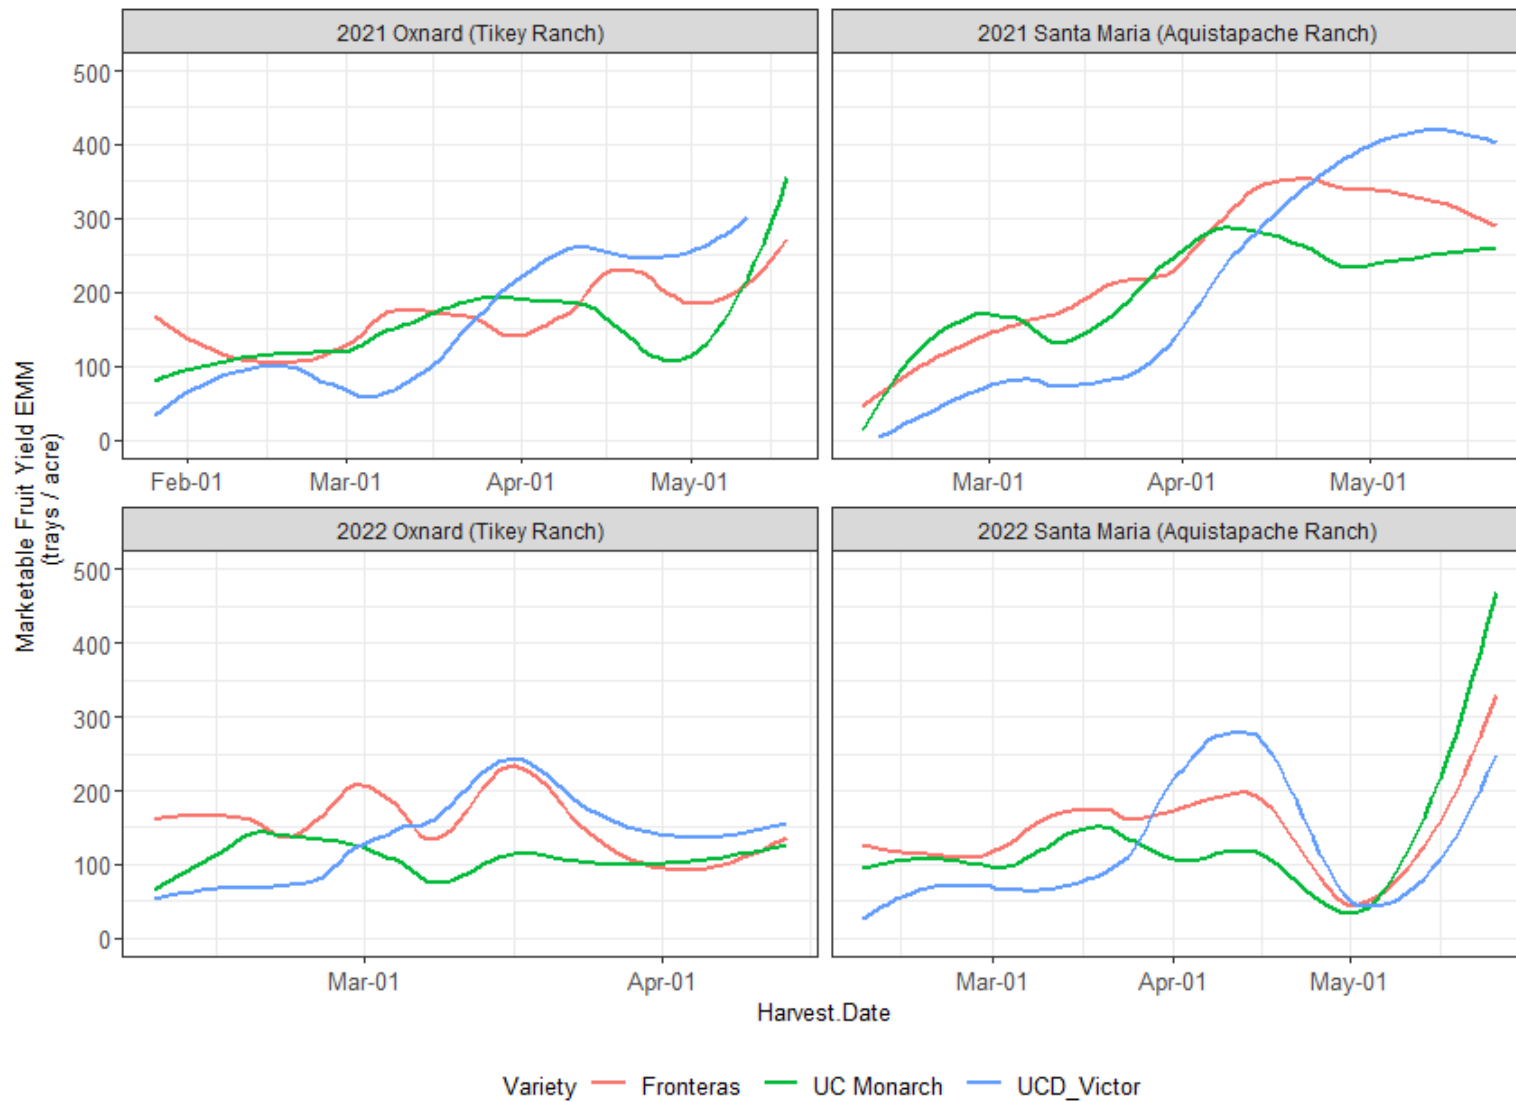 2021 Oxnard (Tikey Ranch)
2021 Santa Maria (Aquistapache Ranch)
500
400
300
200
100
0
Feb-01
Mar-01
Apr-01
May-01
Mar-01
Apr-01
May-01
2022 Oxnard (Tikey Ranch)
2022 Santa Maria (Aquistapache Ranch)
500
400
300
200
100
0
Mar-01
Apr-01
Mar-01
Apr-01
May-01
Marketable Fruit Yield EMM
(trays / acre)
Harvest.Date
Variety
Fronteras
UC Monarch
UCD_Victor